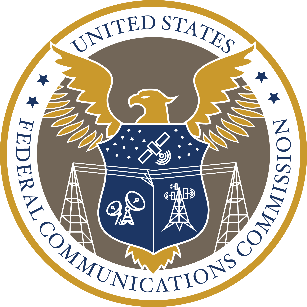 UNITED STATES
FEDERAL COMMUNICATIONS COMMISSION